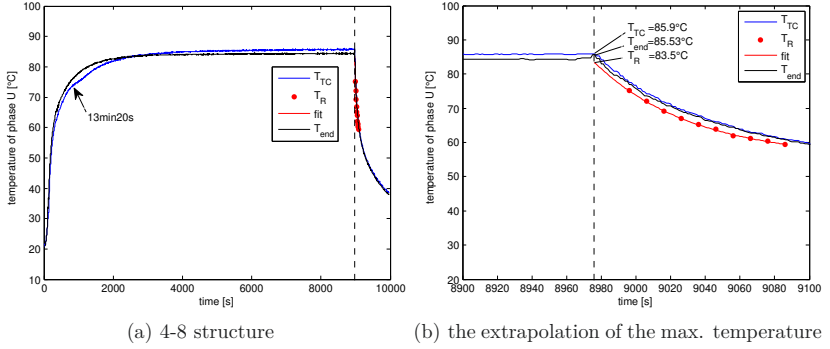 100
90
80
70
60
50
40
30
20
10
0
2000
4000
6000
8000
10000
temperature of phase U [°C]
time [s]
13min20s
T_TC
T_R
fit
T_end
(a) 4-8 structure
100
90
80
70
60
50
40
30
20
8900
8920
8940
8960
8980
9000
9020
9040
9060
9080
9100
temperature of phase U [°C]
time [s]
T_TC =85.9°C
T_end=85.53°C
T_R =83.5°C
T_TC
T_R
fit
T_end
(b) the extrapolation of the max. temperature